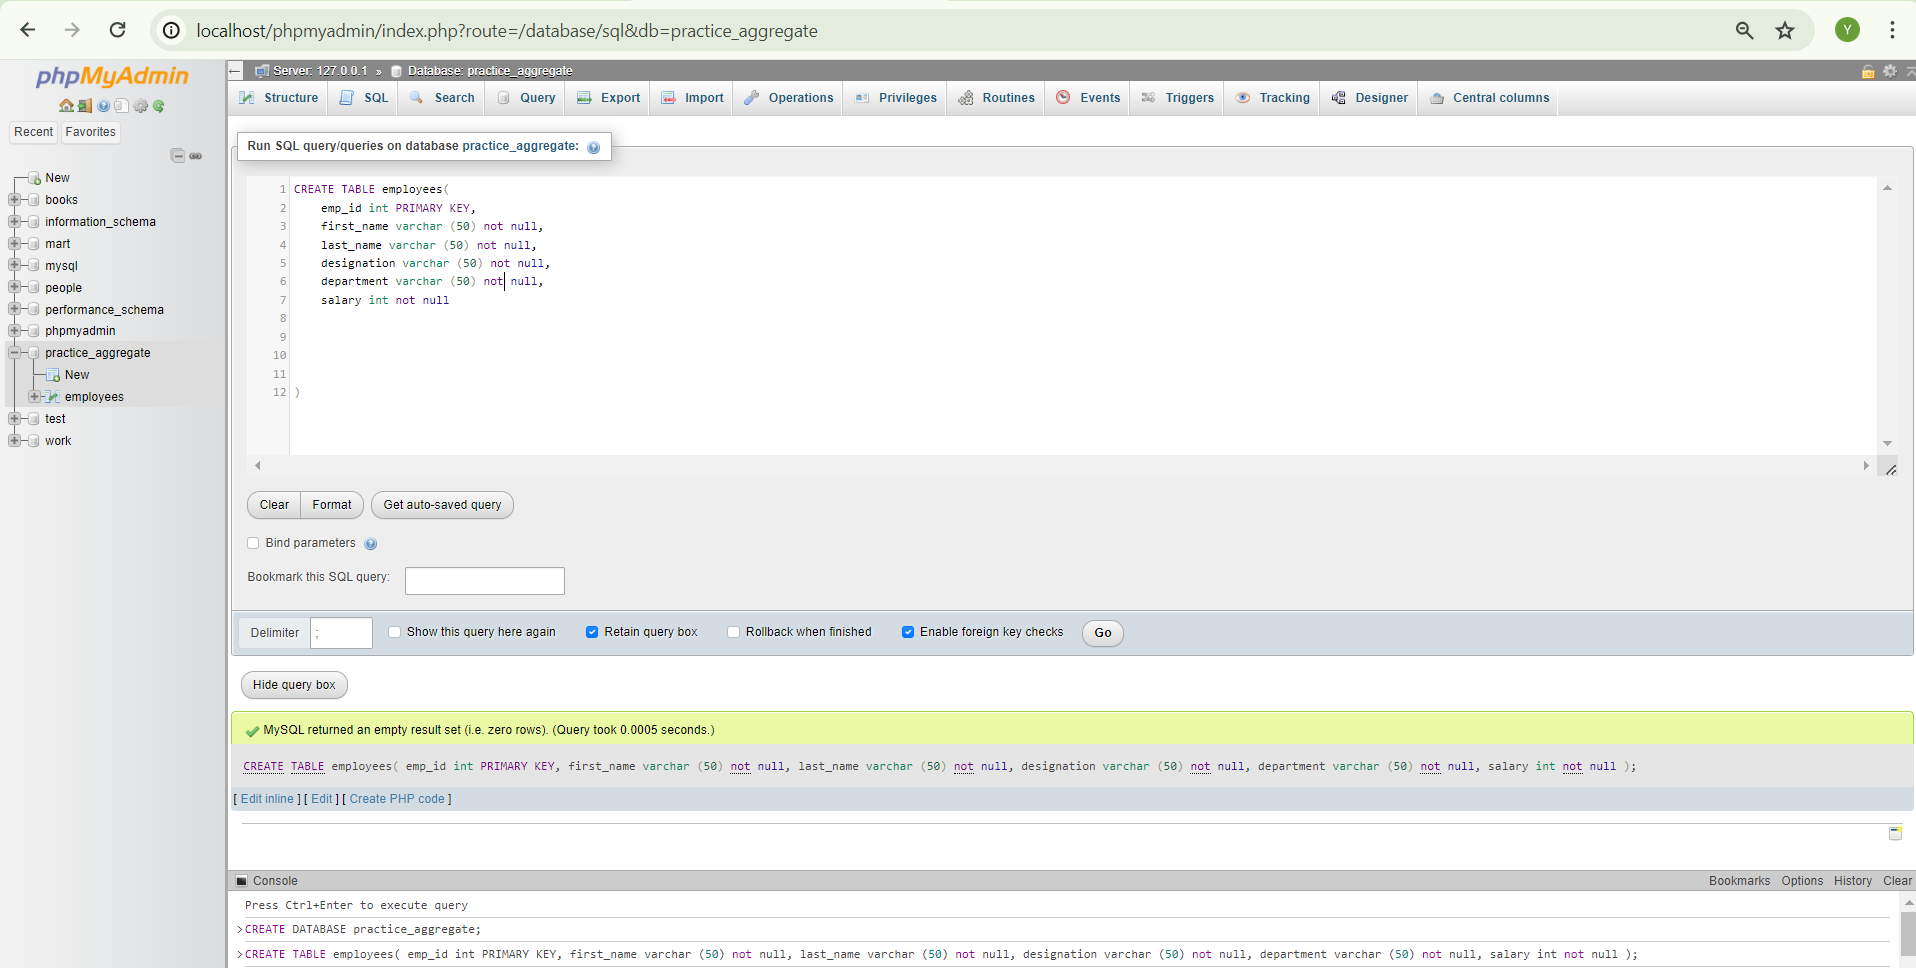 localhost/phpmyadmin/index.php?route=/database/sql&db=practice_aggregate
Y
phpMyAdmin
Recent Favorites
New
books
information_schema
mart
mysql
people
performance_schema
phpmyadmin
practice_aggregate
New
employees
test
work
Server: 127.0.0.1 » Database: practice_aggregate
Structure SQL Search Query Export Import Operations Privileges Routines Events Triggers Tracking Designer Central columns
Run SQL query/queries on database practice_aggregate:
1 CREATE TABLE employees(
2 emp_id int PRIMARY KEY,
3 first_name varchar (50) not null,
4 last_name varchar (50) not null,
5 designation varchar (50) not null,
6 department varchar (50) not null,
7 salary int not null
8
9
10
11
12 )
Clear Format Get auto-saved query
Bind parameters
Bookmark this SQL query:
Delimiter ; Show this query here again Retain query box Rollback when finished Enable foreign key checks Go
Hide query box
MySQL returned an empty result set (i.e. zero rows). (Query took 0.0005 seconds.)
CREATE TABLE employees( emp_id int PRIMARY KEY, first_name varchar (50) not null, last_name varchar (50) not null, designation varchar (50) not null, department varchar (50) not null, salary int not null );
[ Edit inline ] [ Edit ] [ Create PHP code ]
Console Bookmarks Options History Clear
Press Ctrl+Enter to execute query
>CREATE DATABASE practice_aggregate;
>CREATE TABLE employees( emp_id int PRIMARY KEY, first_name varchar (50) not null, last_name varchar (50) not null, designation varchar (50) not null, department varchar (50) not null, salary int not null );